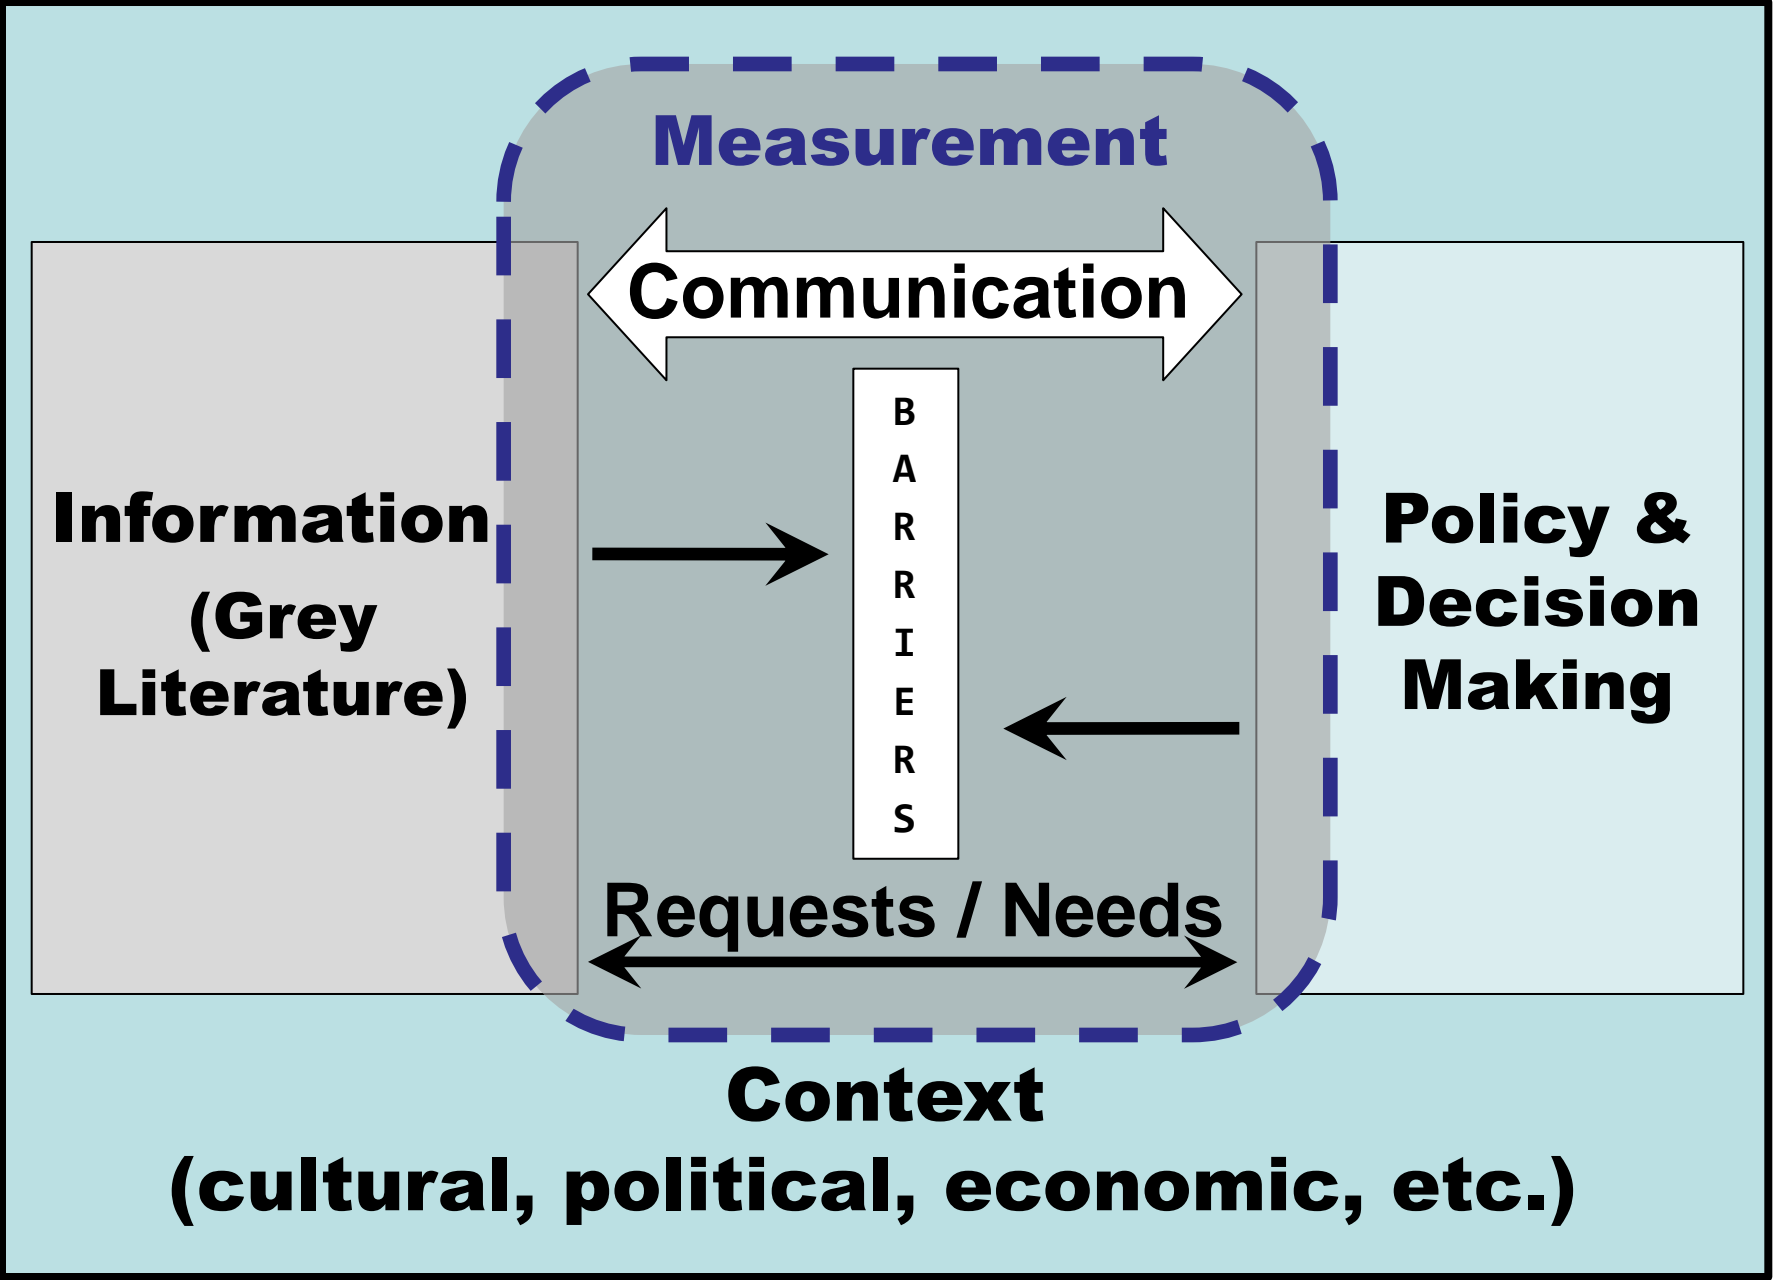 Measurement
Communication
B
A
R
R
I
E
R
S
Information
(Grey
Literature)
Policy &
Decision
Making
Requests / Needs
Context
(cultural, political, economic, etc.)